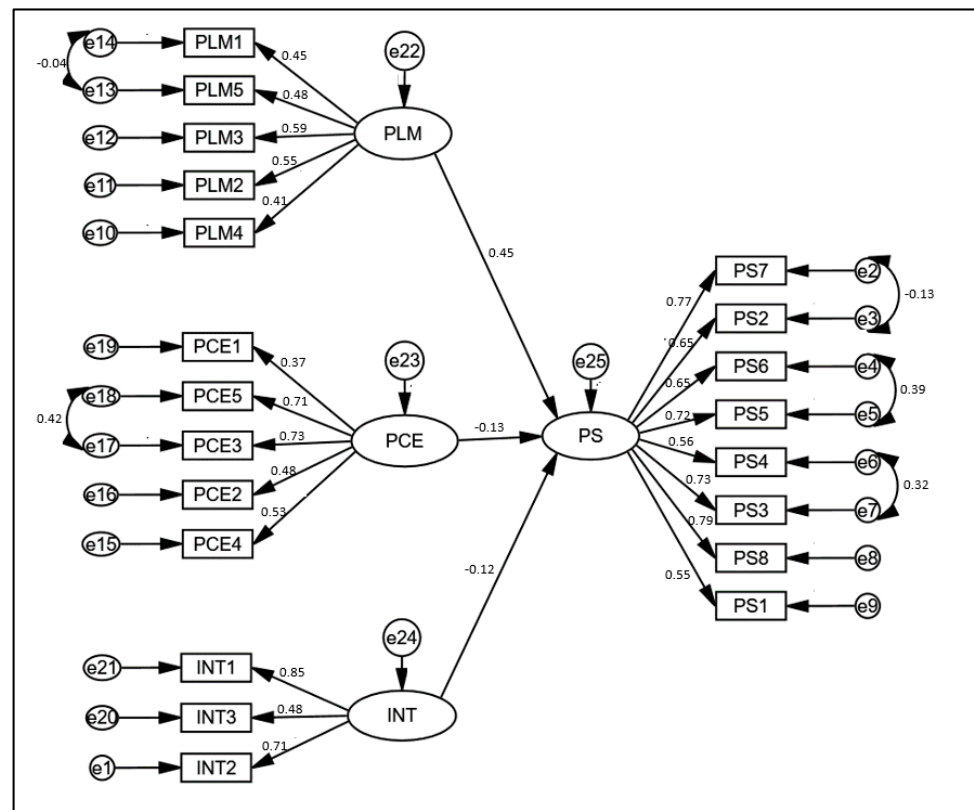 e14
PLM1
-0.04
e13
PLM5
e12
PLM3
e11
PLM2
e10
PLM4
0.45
0.48
0.59
0.55
0.41
e22
PLM
0.45
e19
PCE1
e18
PCE5
0.42
e17
PCE3
e16
PCE2
e15
PCE4
0.37
0.71
0.73
0.48
0.53
e23
PCE
-0.13
e21
INT1
e20
INT3
e1
INT2
0.85
0.48
0.71
e24
INT
-0.12
e25
PS
0.77
0.65
0.65
0.72
0.56
0.73
0.79
0.55
PS7
e2
-0.13
PS2
e3
PS6
e4
0.39
PS5
e5
PS4
e6
0.32
PS3
e7
PS8
e8
PS1
e9